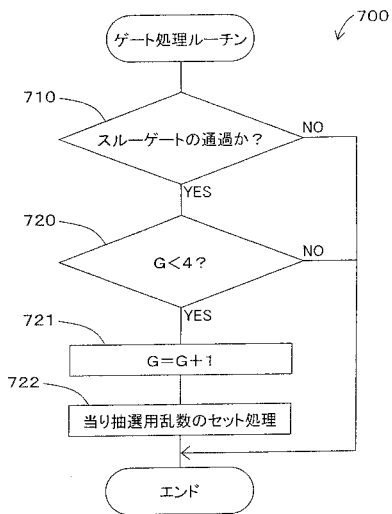 ゲート処理ルーチン
700
710
スルーゲートの通過か?
NO
YES
720
G<4?
NO
YES
721
G=G+1
722
当り抽選用乱数のセット処理
エンド